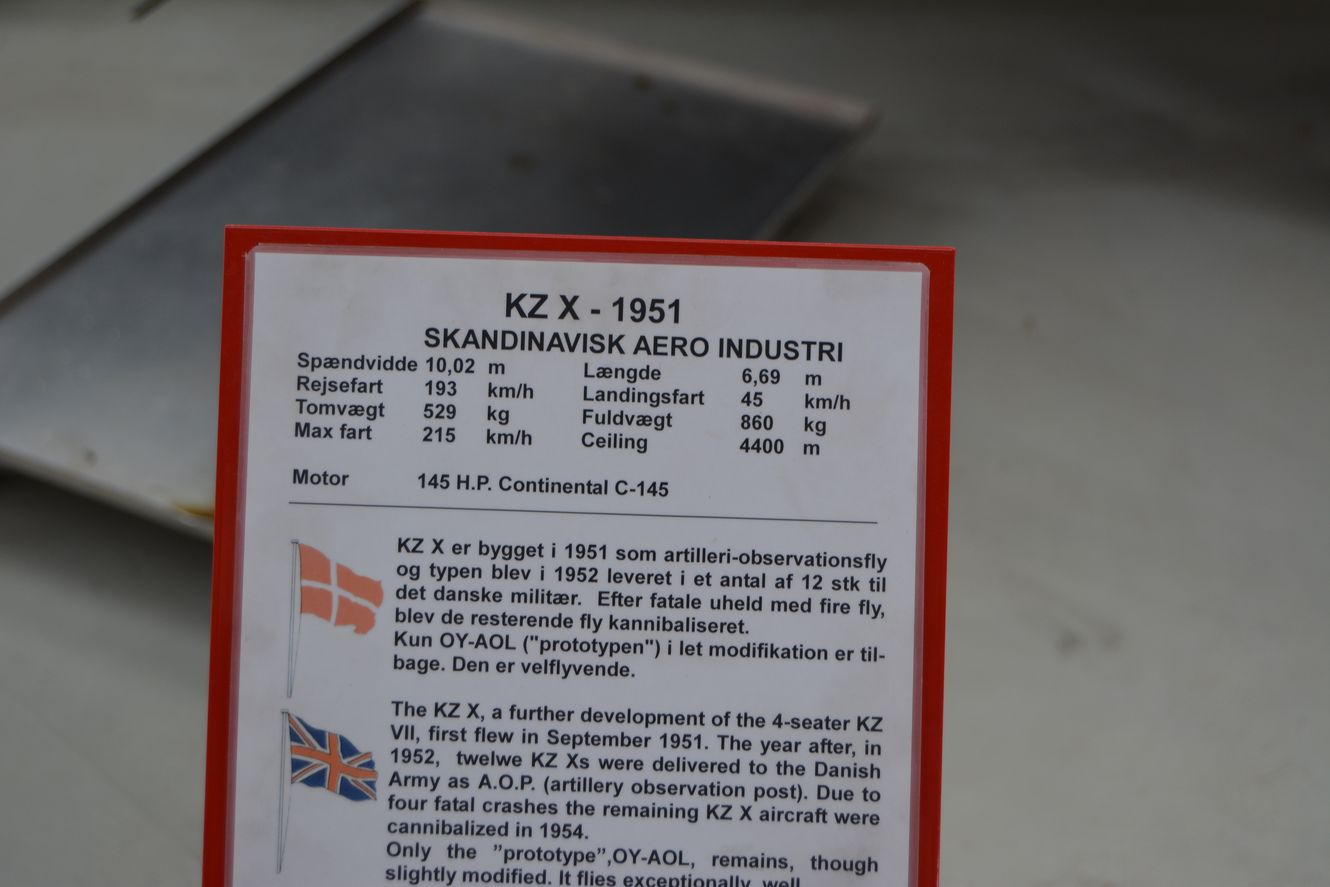 KZ X - 1951
SKANDINAVISK AERO INDUSTRI
Spændvidde 10,02 m Længde 6,69 m
Rejsefart 193 km/h Landingsfart 45 km/h
Tomvægt 529 kg Fuldvægt 860 kg
Max fart 215 km/h Ceiling 4400 m
Motor 145 H.P. Continental C-145
KZ X er bygget i 1951 som artilleri-observationsfly
og typen blev i 1952 leveret i et antal af 12 stk til
det danske militær. Efter fatale uheld med fire fly,
blev de resterende fly kannibaliseret.
Kun OY-AOL ("prototypen") i let modifikation er til-
bage. Den er velflyvende.
The KZ X, a further development of the 4-seater KZ
VII, first flew in September 1951. The year after, in
1952, twelwe KZ Xs were delivered to the Danish
Army as A.O.P. (artillery observation post). Due to
four fatal crashes the remaining KZ X aircraft were
cannibalized in 1954.
Only the ”prototype”,OY-AOL, remains, though
slightly modified. It flies exceptionally well